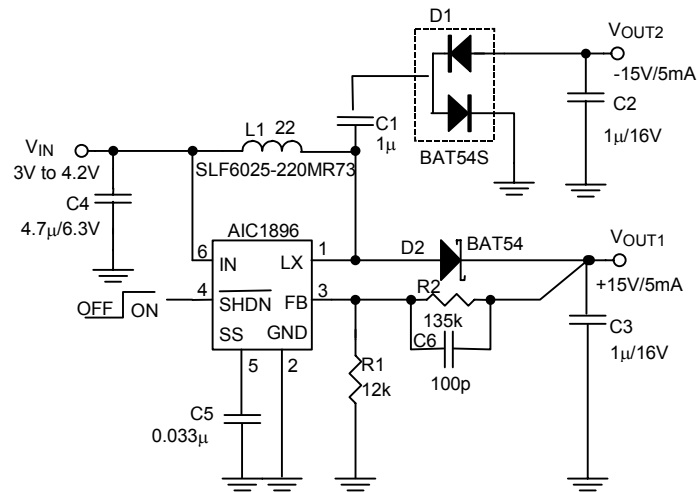 D1
VOUT2
-15V/5mA
C2
1µ/16V
BAT54S
C1
1µ
L1 22
SLF6025-220MR73
VIN
3V to 4.2V
C4
4.7µ/6.3V
AIC1896
6 IN
LX 1
4 SHDN
FB 3
SS
GND
5
2
OFF ON
D2
BAT54
VOUT1
+15V/5mA
R2
135k
C6
100p
C3
1µ/16V
R1
12k
C5
0.033µ